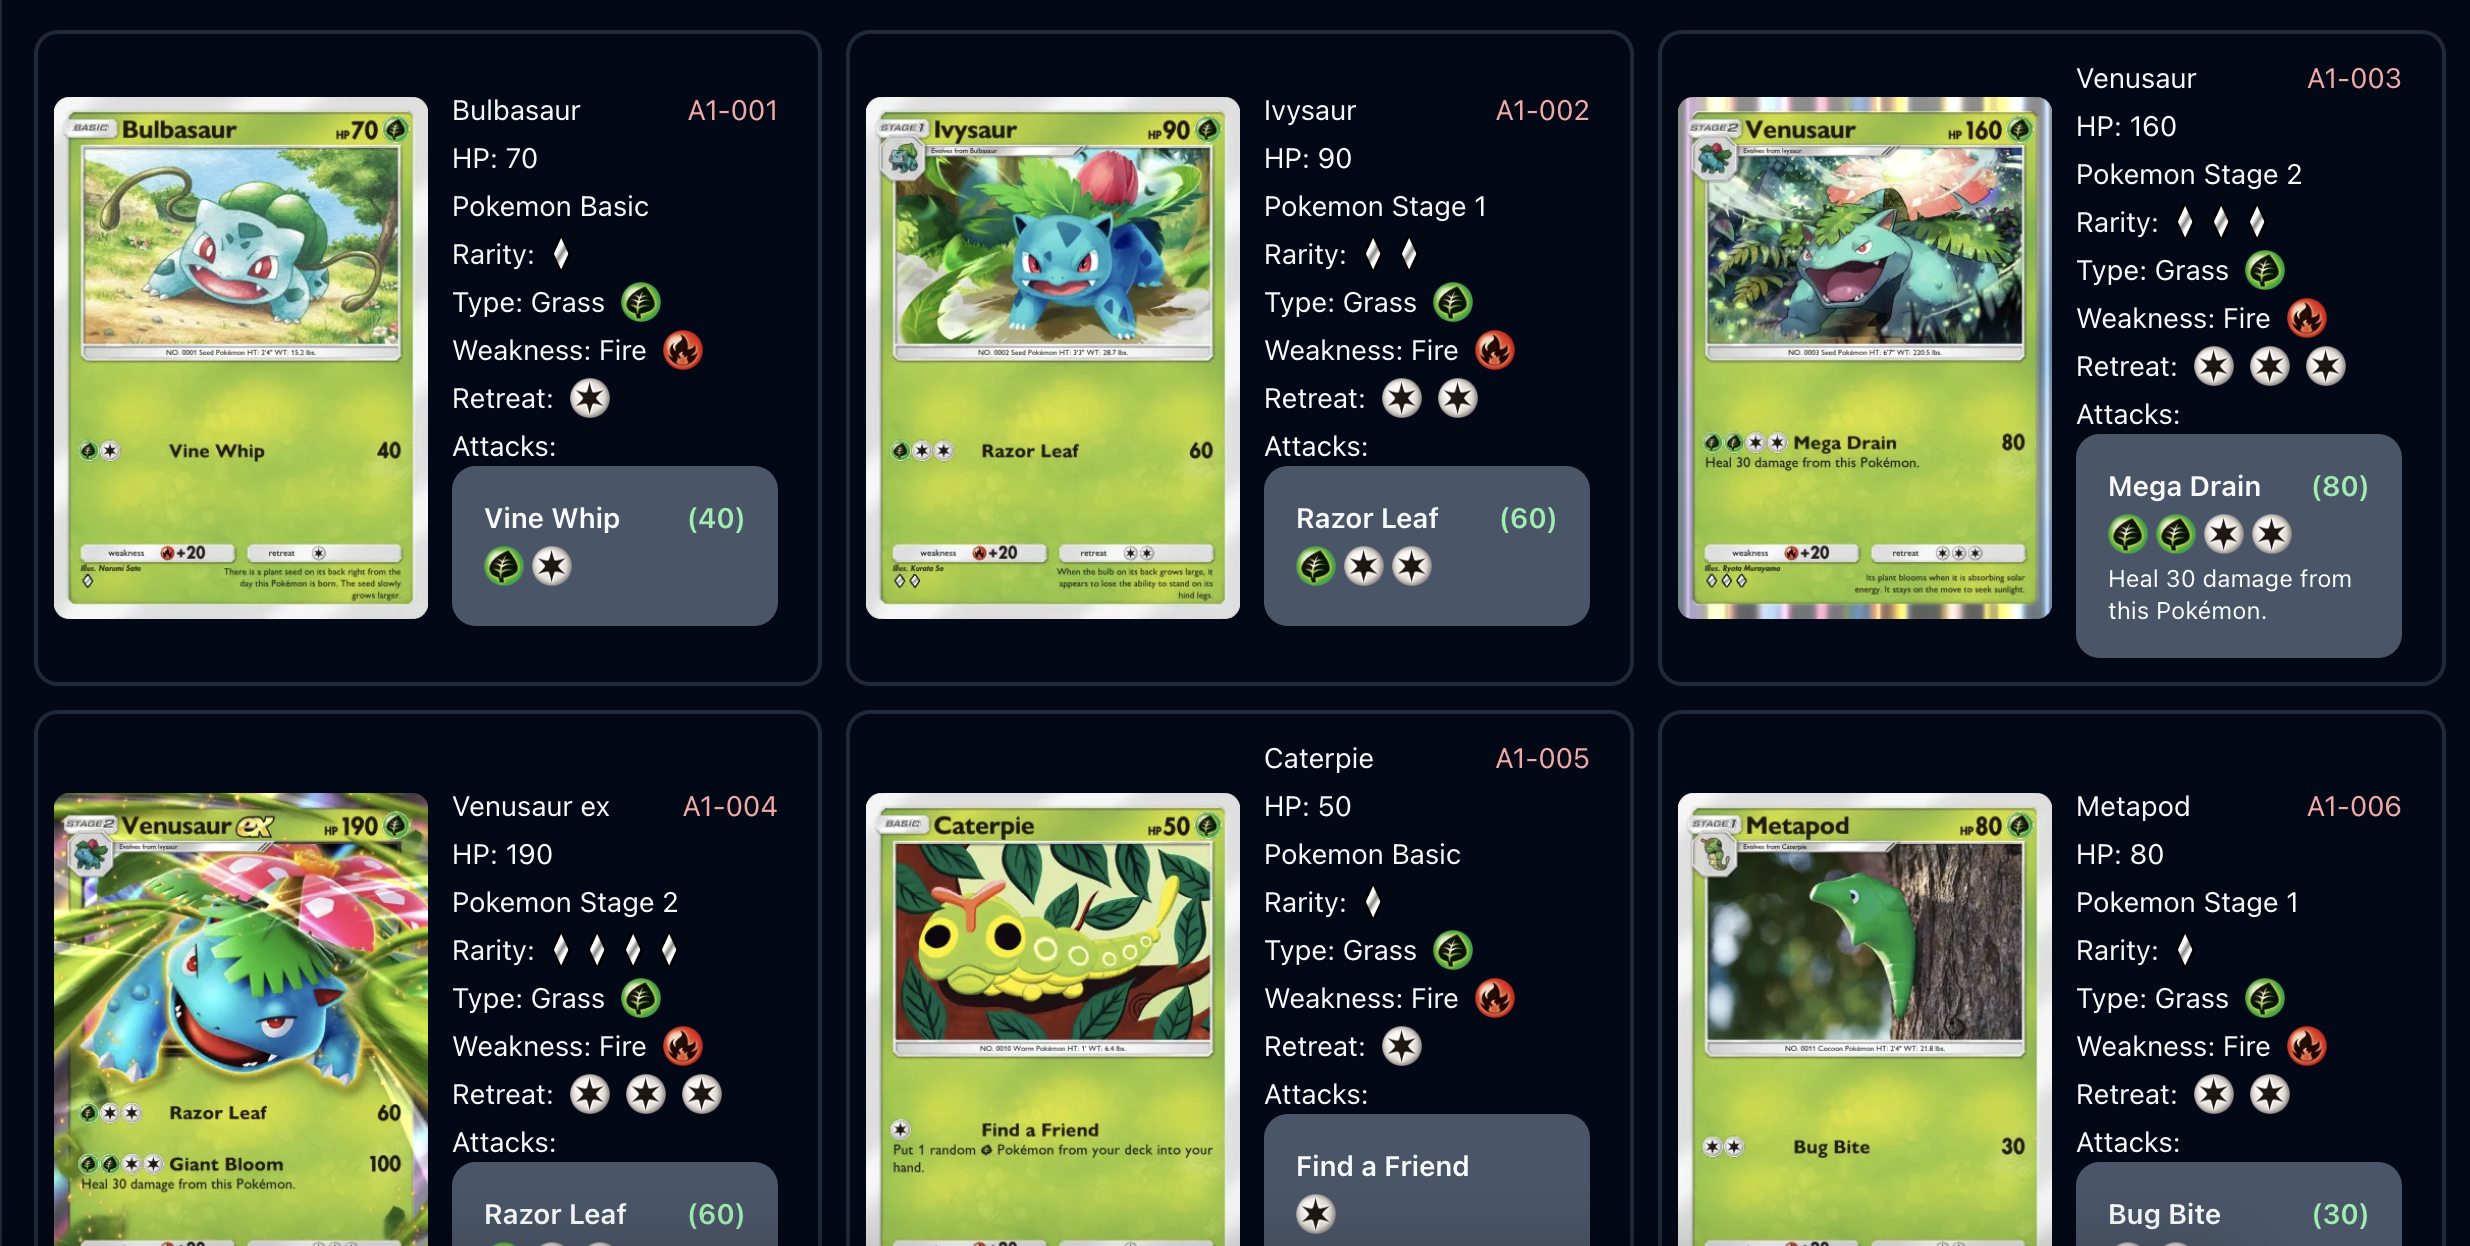 BASIC Bulbasaur HP 70
NO. 0001 Seed Pokémon HT: 2'4" WT: 15.2 lbs.
Vine Whip 40
weakness +20 retreat
Illus. Narumi Sato
There is a plant seed on its back right from the
day this Pokémon is born. The seed slowly
grows larger.
Bulbasaur A1-001
HP: 70
Pokemon Basic
Rarity:
Type: Grass
Weakness: Fire
Retreat:
Attacks:
Vine Whip (40)
STAGE 1 Ivysaur HP 90
Evolves from Bulbasaur
NO. 0002 Seed Pokémon HT: 3'3" WT: 28.7 lbs.
Razor Leaf 60
weakness +20 retreat
Illus. Kurata So
When the bulb on its back grows large, it
appears to lose the ability to stand on its
hind legs.
Ivysaur A1-002
HP: 90
Pokemon Stage 1
Rarity:
Type: Grass
Weakness: Fire
Retreat:
Attacks:
Razor Leaf (60)
STAGE 2 Venusaur HP 160
Evolves from Ivysaur
NO. 0003 Seed Pokémon HT: 6'7" WT: 220.5 lbs.
Mega Drain 80
Heal 30 damage from this Pokémon.
weakness +20 retreat
Illus. Ryota Murayama
Its plant blooms when it is absorbing solar
energy. It stays on the move to seek sunlight.
Venusaur A1-003
HP: 160
Pokemon Stage 2
Rarity:
Type: Grass
Weakness: Fire
Retreat:
Attacks:
Mega Drain (80)
Heal 30 damage from
this Pokémon.
STAGE 2 Venusaur ex HP 190
Evolves from Ivysaur
Razor Leaf 60
Giant Bloom 100
Heal 30 damage from this Pokémon.
Venusaur ex A1-004
HP: 190
Pokemon Stage 2
Rarity:
Type: Grass
Weakness: Fire
Retreat:
Attacks:
Razor Leaf (60)
BASIC Caterpie HP 50
NO. 0010 Worm Pokémon HT: 1' WT: 6.4 lbs.
Find a Friend
Put 1 random Pokémon from your deck into your
hand.
+20
Caterpie A1-005
HP: 50
Pokemon Basic
Rarity:
Type: Grass
Weakness: Fire
Retreat:
Attacks:
Find a Friend
STAGE 1 Metapod HP 80
Evolves from Caterpie
NO. 0011 Cocoon Pokémon HT: 2'4" WT: 21.8 lbs.
Bug Bite 30
+20
Metapod A1-006
HP: 80
Pokemon Stage 1
Rarity:
Type: Grass
Weakness: Fire
Retreat:
Attacks:
Bug Bite (30)